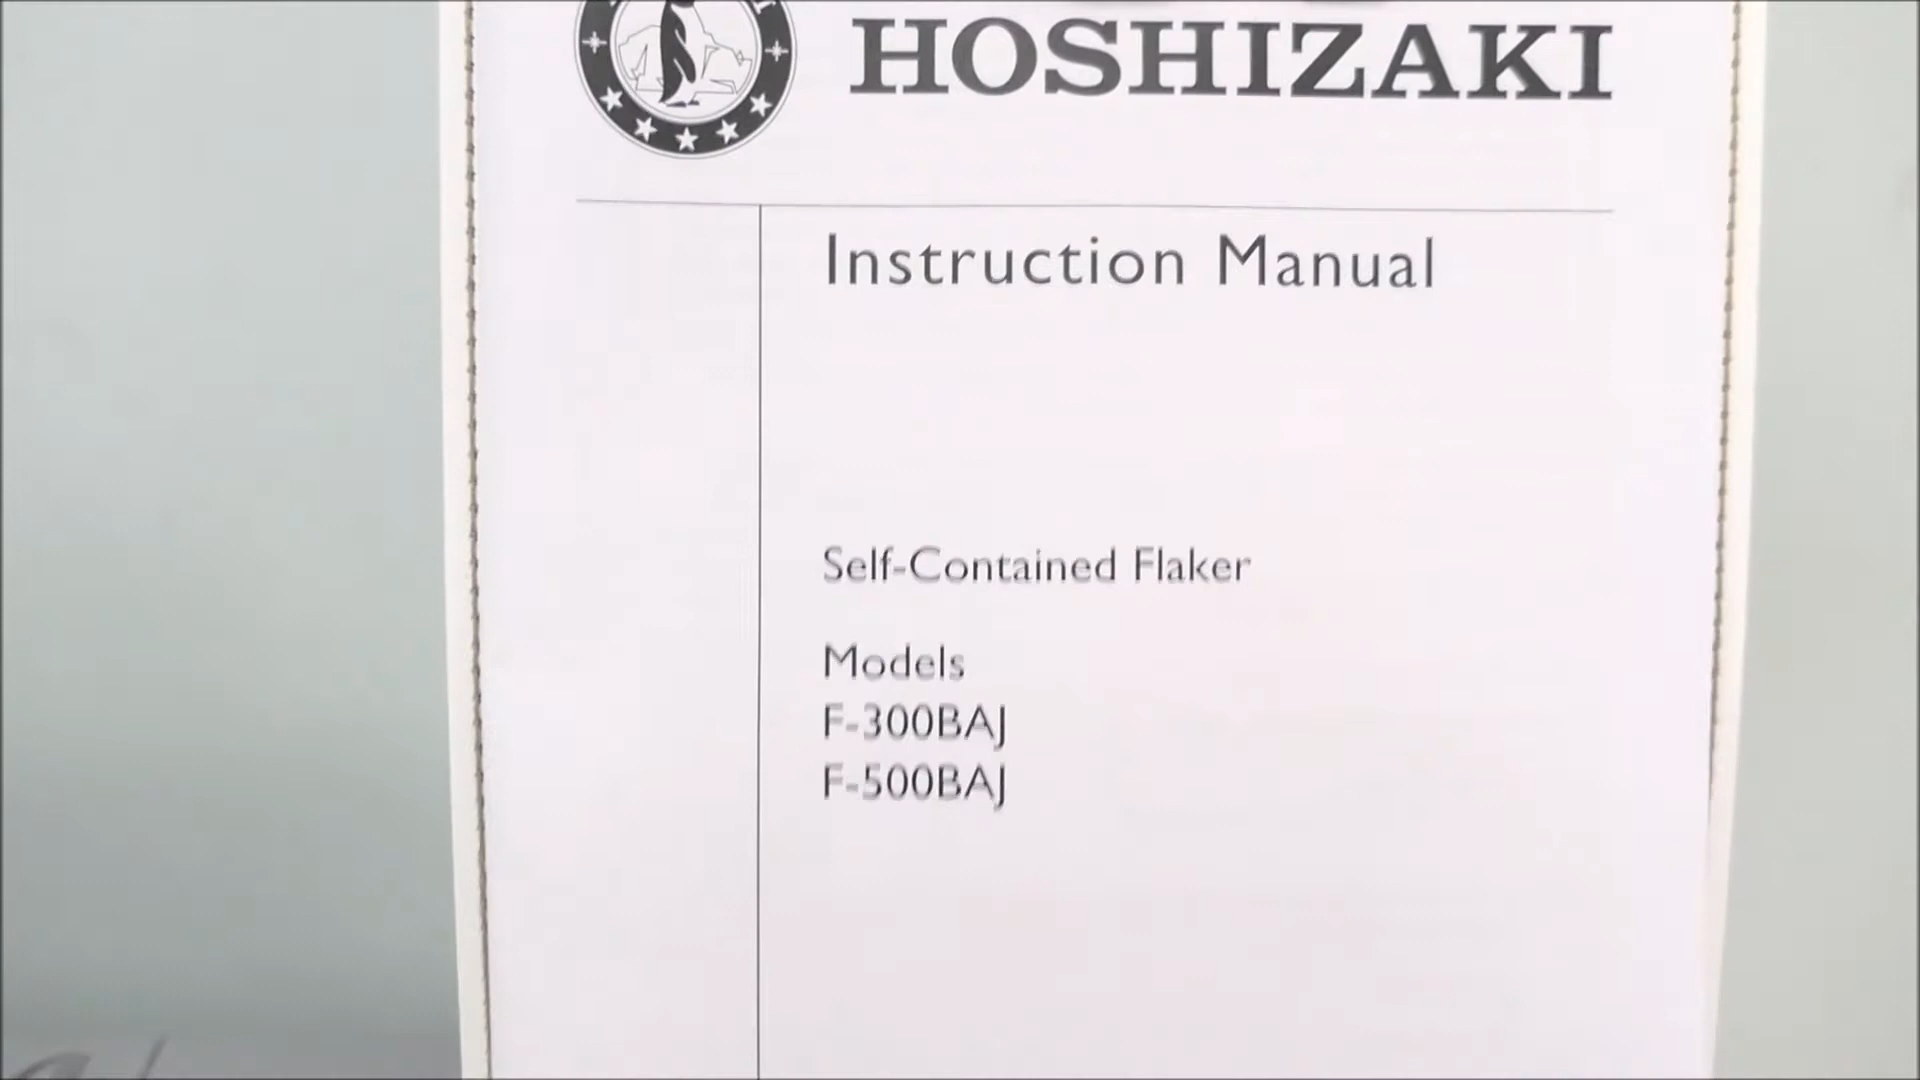 HOSHIZAKI
Instruction Manual
Self-Contained Flaker
Models
F-300BAJ
F-500BAJ